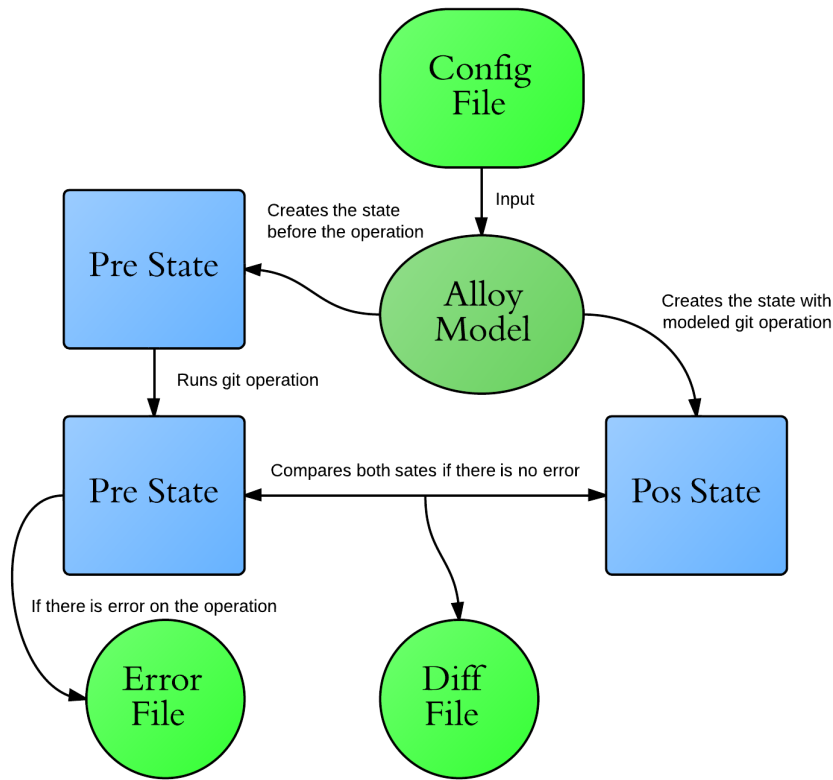 Config
File
Input
Creates the state
before the operation
Pre State
Alloy
Model
Creates the state with
modeled git operation
Runs git operation
Pre State
Compares both sates if there is no error
Pos State
If there is error on the operation
Error
File
Diff
File